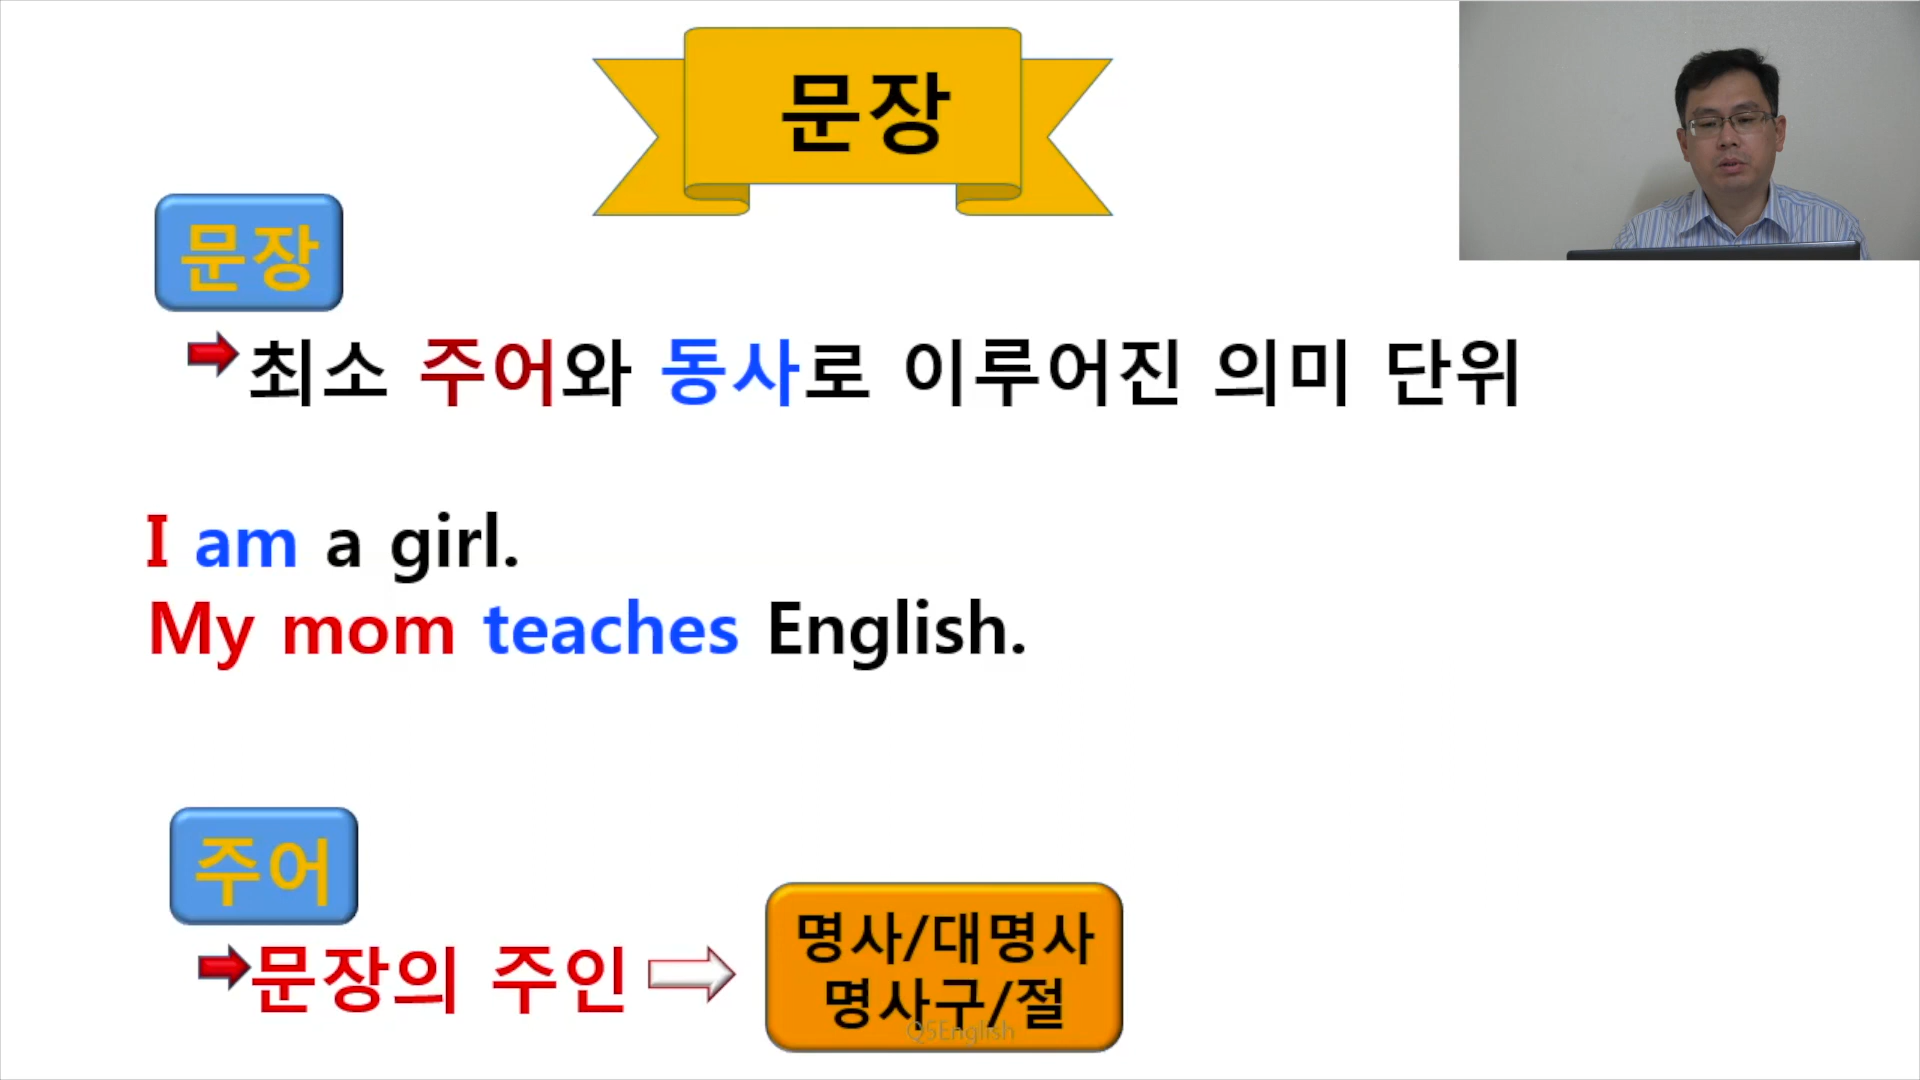 문장
문장
최소 주어와 동사로 이루어진 의미 단위
I am a girl.
My mom teaches English.
주어
문장의 주인
명사/대명사
명사구/절
Q5English